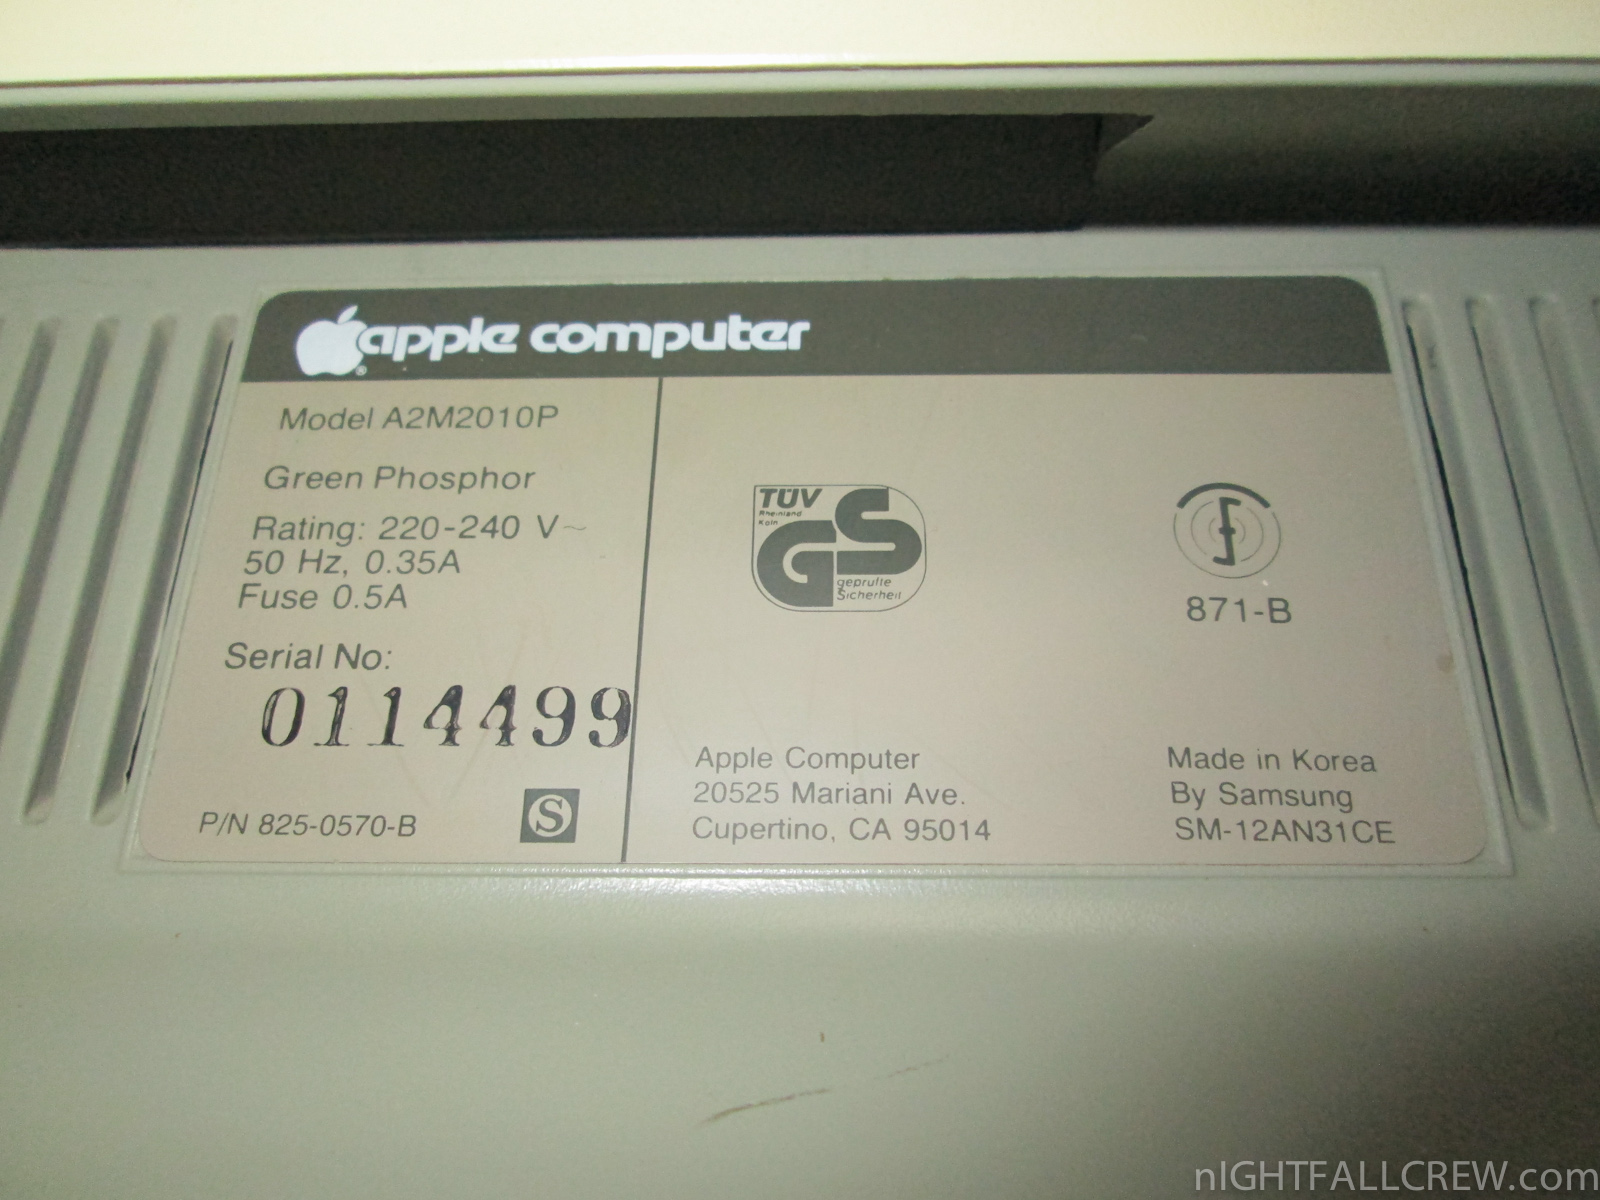 apple computer
Model A2M2010P
Green Phosphor
Rating: 220-240 V~
50 Hz, 0.35A
Fuse 0.5A
Serial No:
0114499
P/N 825-0570-B
S
TÜV
Rheinland
Köln
GS
geprüfte
Sicherheit
871-B
Apple Computer
20525 Mariani Ave.
Cupertino, CA 95014
Made in Korea
By Samsung
SM-12AN31CE
nIGHTFALLCREW.com